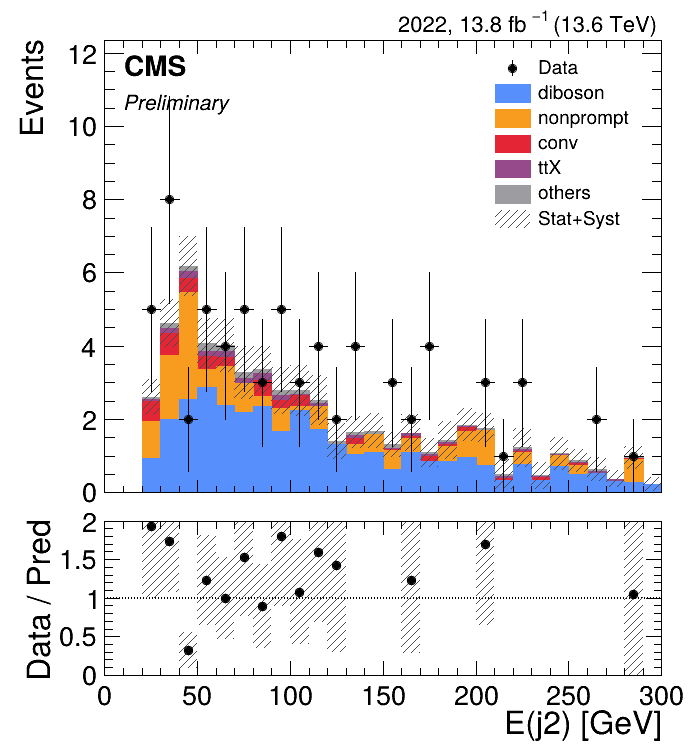 2022, 13.8 fb⁻¹ (13.6 TeV)
CMS
Preliminary
Events
12
10
8
6
4
2
0
Data
diboson
nonprompt
conv
ttX
others
Stat+Syst
Data / Pred
2
1.5
1
0.5
0
0 50 100 150 200 250 300
E(j2) [GeV]